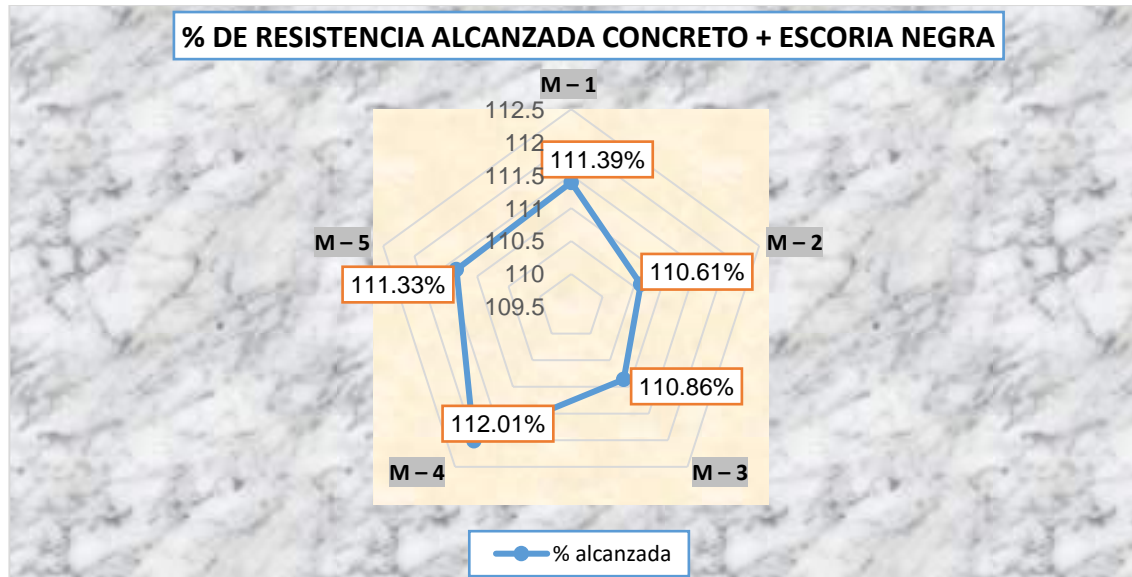 % DE RESISTENCIA ALCANZADA CONCRETO + ESCORIA NEGRA
M – 1
112.5
112
111.5
111
110.5
110
109.5
111.39%
M – 5
M – 2
111.33%
110.61%
110.86%
112.01%
M – 4
M – 3
% alcanzada